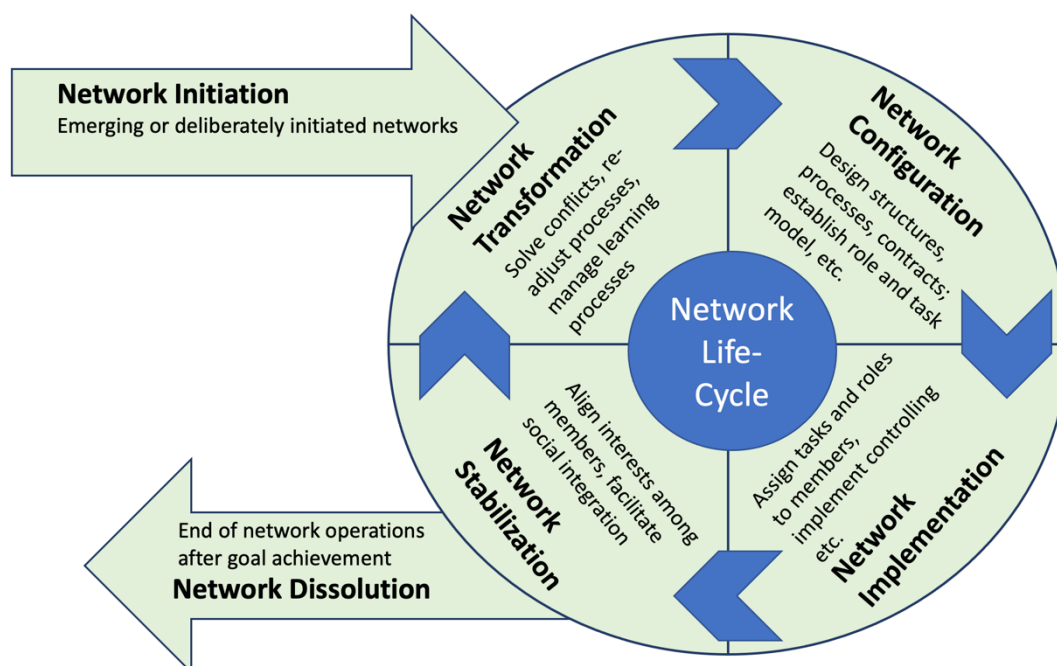 Network Initiation
Emerging or deliberately initiated networks
Network
Transformation
Solve conflicts, re-
adjust processes,
manage learning
processes
Network
Configuration
Design structures,
processes, contracts;
establish role and task
model, etc.
Network
Life-
Cycle
Assign tasks and roles
to members,
implement controlling
etc.
Network
Implementation
Align interests among
members, facilitate
social integration
Network
Stabilization
End of network operations
after goal achievement
Network Dissolution